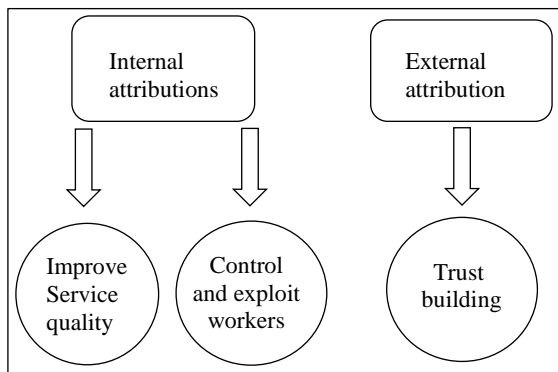 Internal
attributions
External
attribution
Improve
Service
quality
Control
and exploit
workers
Trust
building